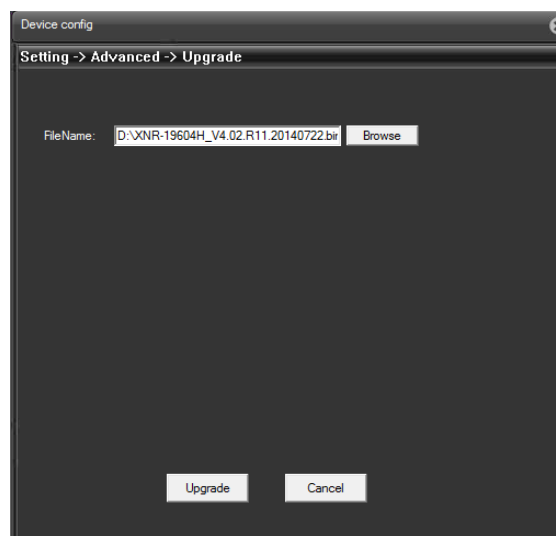 Device config
Setting -> Advanced -> Upgrade
FileName: D:\XNR-19604H_V4.02.R11.20140722.bin Browse
Upgrade Cancel